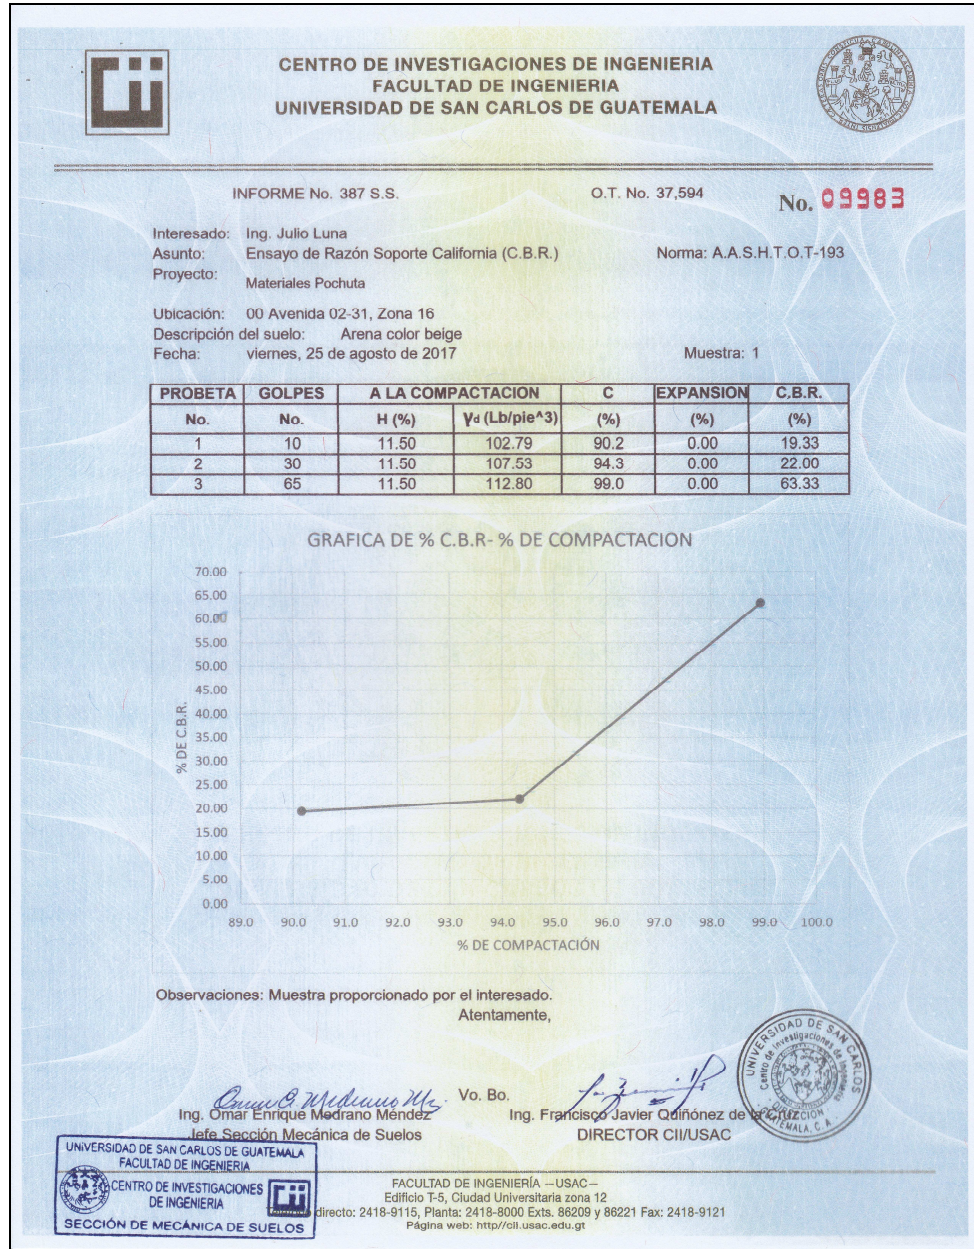 CENTRO DE INVESTIGACIONES DE INGENIERIA
FACULTAD DE INGENIERIA
UNIVERSIDAD DE SAN CARLOS DE GUATEMALA
INFORME No. 387 S.S. O.T. No. 37,594 No. 09983
Interesado: Ing. Julio Luna
Asunto: Ensayo de Razón Soporte California (C.B.R.) Norma: A.A.S.H.T.O.T-193
Proyecto: Materiales Pochuta
Ubicación: 00 Avenida 02-31, Zona 16
Descripción del suelo: Arena color beige
Fecha: viernes, 25 de agosto de 2017 Muestra: 1
PROBETA GOLPES A LA COMPACTACION C EXPANSION C.B.R.
No. No. H (%) γd (Lb/pie^3) (%) (%) (%)
1 10 11.50 102.79 90.2 0.00 19.33
2 30 11.50 107.53 94.3 0.00 22.00
3 65 11.50 112.80 99.0 0.00 63.33
GRAFICA DE % C.B.R- % DE COMPACTACION
70.00
65.00
60.00
55.00
50.00
45.00
40.00
35.00
30.00
25.00
20.00
15.00
10.00
5.00
0.00
% DE C.B.R.
89.0 90.0 91.0 92.0 93.0 94.0 95.0 96.0 97.0 98.0 99.0 100.0
% DE COMPACTACIÓN
Observaciones: Muestra proporcionado por el interesado.
Atentamente,
Vo. Bo.
Ing. Omar Enrique Medrano Méndez Ing. Francisco Javier Quiñónez de la Cruz
Jefe Sección Mecánica de Suelos DIRECTOR CII/USAC
UNIVERSIDAD DE SAN CARLOS
Centro de Investigaciones de Ingeniería
DIRECCION
GUATEMALA, C. A.
UNIVERSIDAD DE SAN CARLOS DE GUATEMALA
FACULTAD DE INGENIERIA
CENTRO DE INVESTIGACIONES
DE INGENIERIA
SECCIÓN DE MECÁNICA DE SUELOS
FACULTAD DE INGENIERÍA —USAC—
Edificio T-5, Ciudad Universitaria zona 12
directo: 2418-9115, Planta: 2418-8000 Exts. 86209 y 86221 Fax: 2418-9121
Página web: http//cii.usac.edu.gt